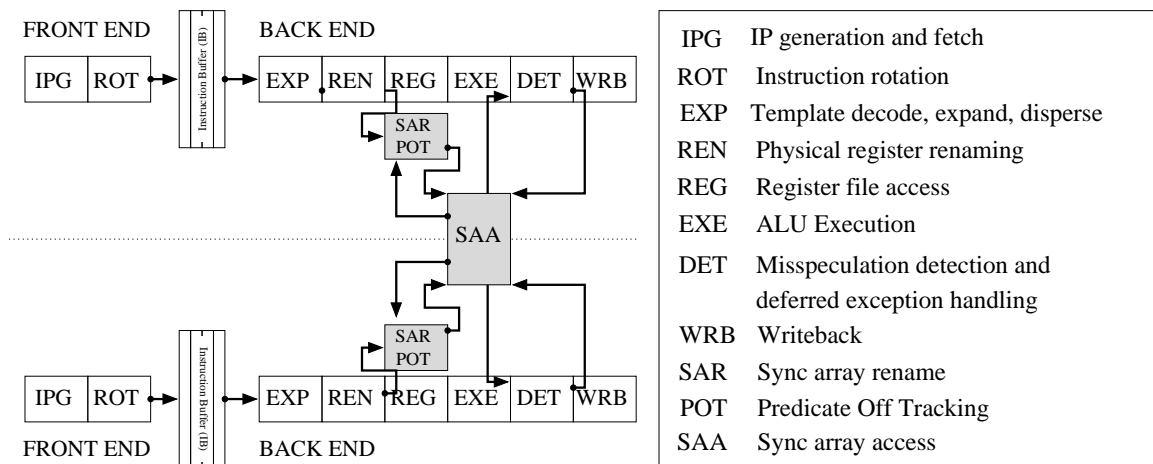 FRONT END
BACK END
Instruction Buffer (IB)
IPG ROT
EXP REN REG EXE DET WRB
SAR
POT
SAA
SAR
POT
Instruction Buffer (IB)
IPG ROT
EXP REN REG EXE DET WRB
FRONT END
BACK END
IPG IP generation and fetch
ROT Instruction rotation
EXP Template decode, expand, disperse
REN Physical register renaming
REG Register file access
EXE ALU Execution
DET Misspeculation detection and
deferred exception handling
WRB Writeback
SAR Sync array rename
POT Predicate Off Tracking
SAA Sync array access